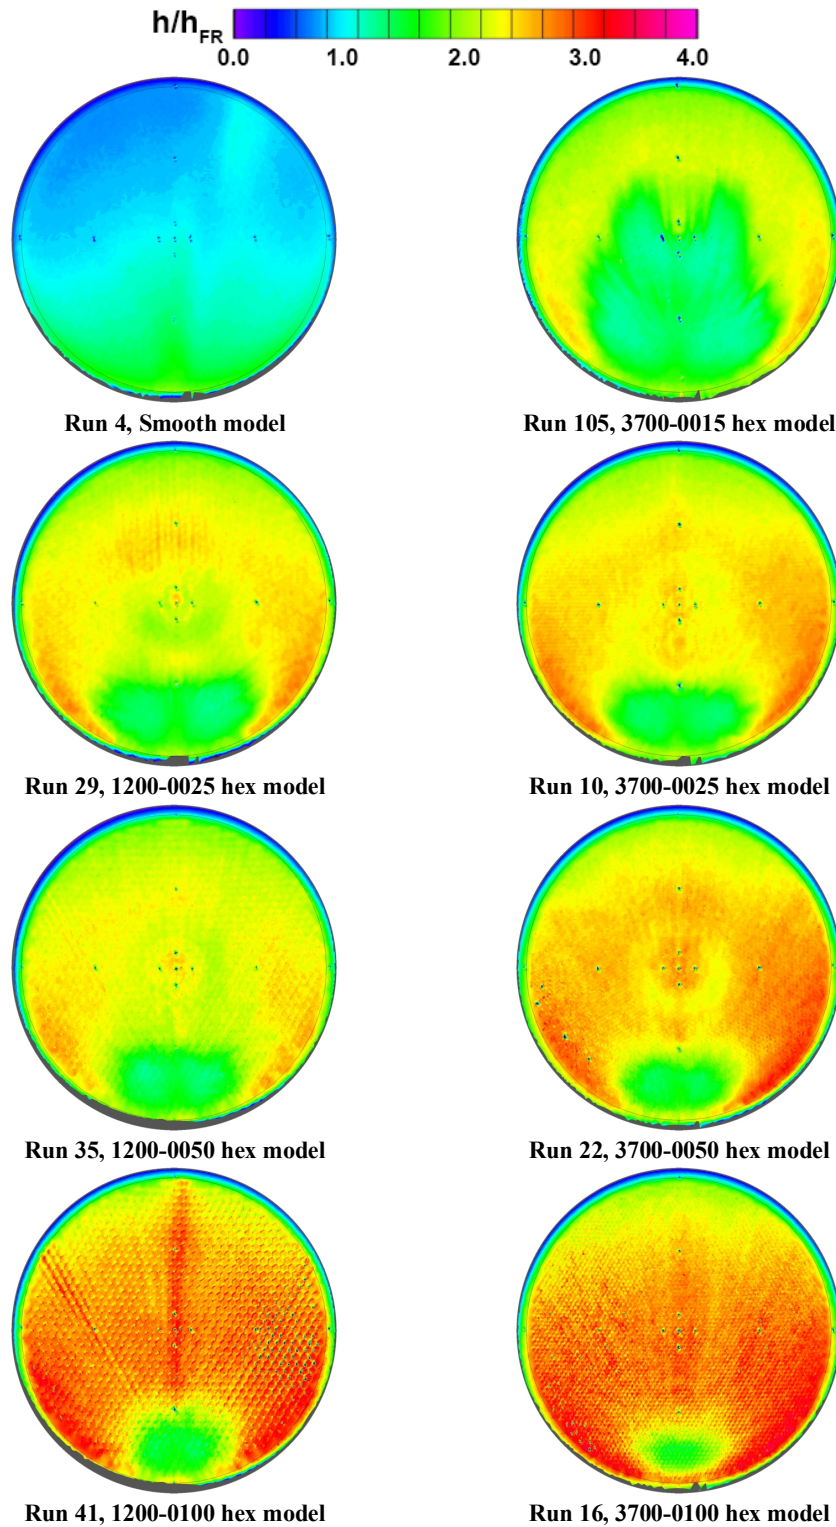 h/hFR
0.0 1.0 2.0 3.0 4.0
Run 4, Smooth model
Run 105, 3700-0015 hex model
Run 29, 1200-0025 hex model
Run 10, 3700-0025 hex model
Run 35, 1200-0050 hex model
Run 22, 3700-0050 hex model
Run 41, 1200-0100 hex model
Run 16, 3700-0100 hex model